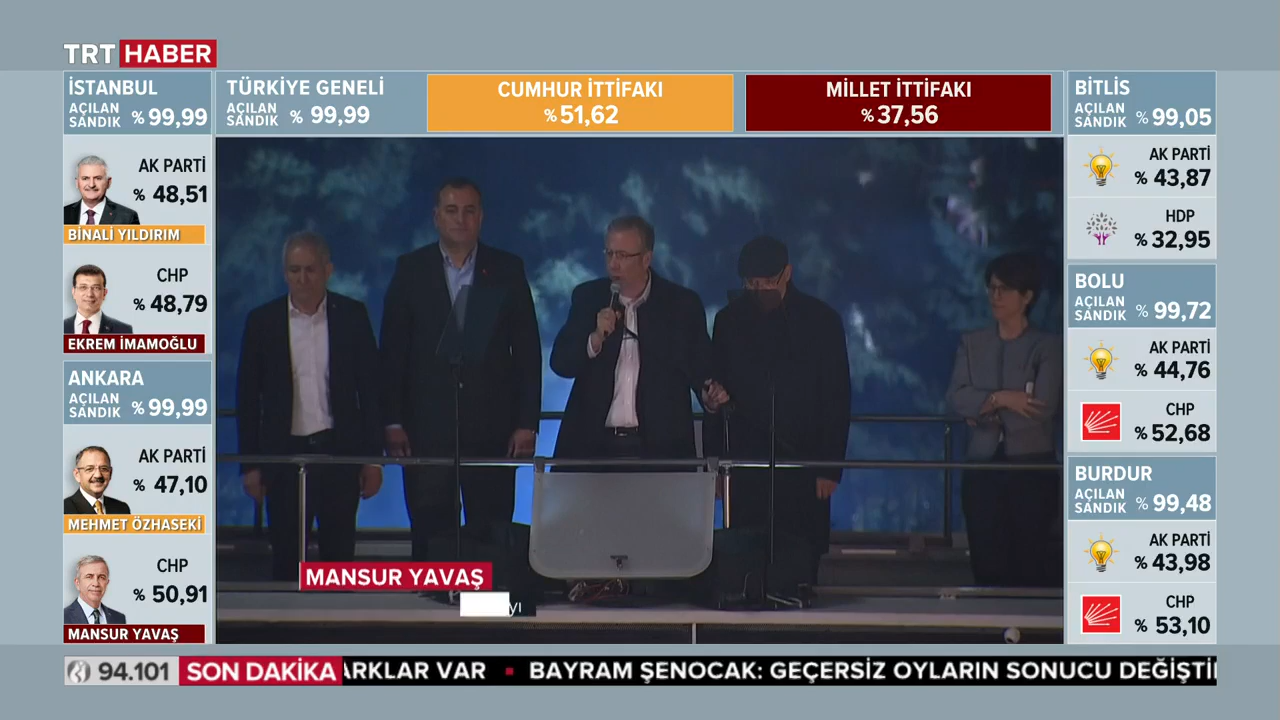 TRT HABER
İSTANBUL
AÇILAN SANDIK % 99,99
AK PARTİ
% 48,51
BİNALİ YILDIRIM
CHP
% 48,79
EKREM İMAMOĞLU
ANKARA
AÇILAN SANDIK % 99,99
AK PARTİ
% 47,10
MEHMET ÖZHASEKİ
CHP
% 50,91
MANSUR YAVAŞ
TÜRKİYE GENELİ
AÇILAN SANDIK % 99,99
CUMHUR İTTİFAKI
% 51,62
MİLLET İTTİFAKI
% 37,56
MANSUR YAVAŞ
BİTLİS
AÇILAN SANDIK % 99,05
AK PARTİ
% 43,87
HDP
% 32,95
BOLU
AÇILAN SANDIK % 99,72
AK PARTİ
% 44,76
CHP
% 52,68
BURDUR
AÇILAN SANDIK % 99,48
AK PARTİ
% 43,98
CHP
% 53,10
94.101 SON DAKİKA ARKLAR VAR ▪ BAYRAM ŞENOCAK: GEÇERSİZ OYLARIN SONUCU DEĞİŞTİ